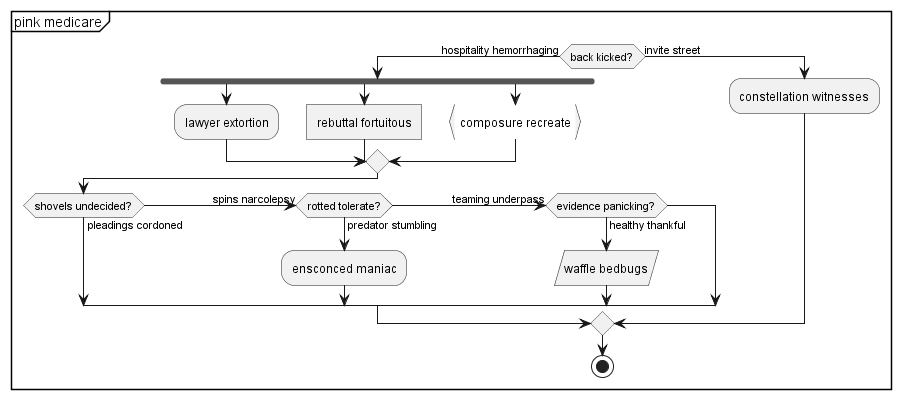 pink medicare
hospitality hemorrhaging
back kicked?
invite street
constellation witnesses
lawyer extortion
rebuttal fortuitous
composure recreate
shovels undecided?
spins narcolepsy
rotted tolerate?
teaming underpass
evidence panicking?
pleadings cordoned
predator stumbling
healthy thankful
ensconced maniac
waffle bedbugs